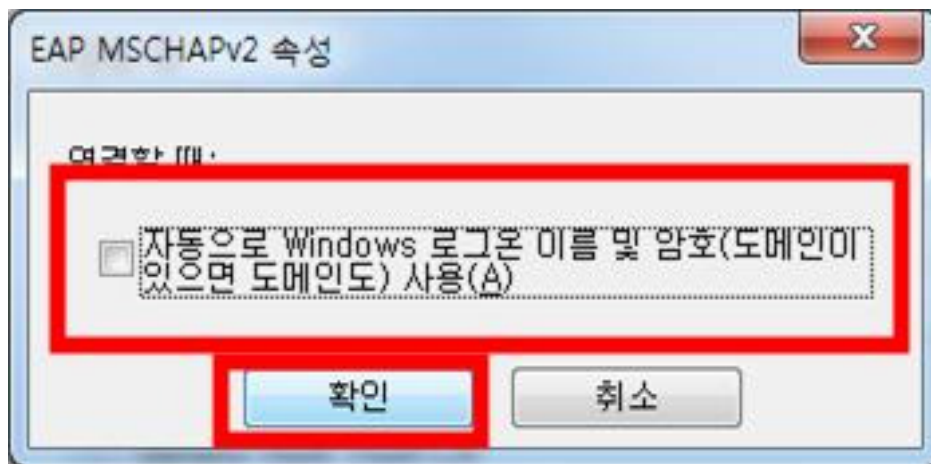 EAP MSCHAPv2 속성
연결할 때:
자동으로 Windows 로그온 이름 및 암호(도메인이
있으면 도메인도) 사용(A)
확인
취소